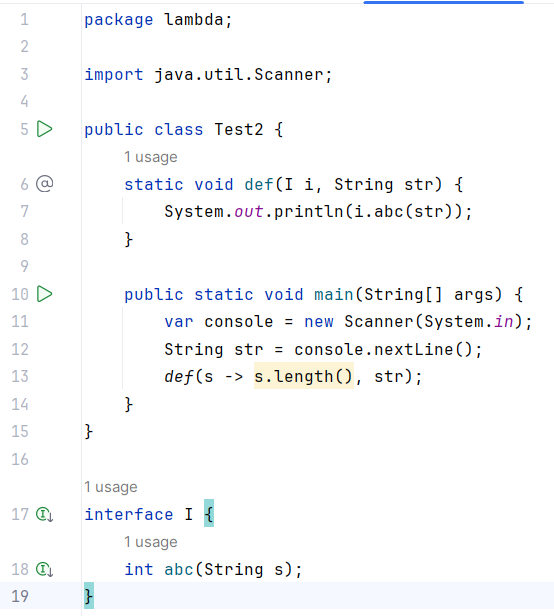 1 package lambda;
2
3 import java.util.Scanner;
4
5 public class Test2 {
1 usage
6 @ static void def(I i, String str) {
7 System.out.println(i.abc(str));
8 }
9
10 public static void main(String[] args) {
11 var console = new Scanner(System.in);
12 String str = console.nextLine();
13 def(s -> s.length(), str);
14 }
15 }
16
1 usage
17 interface I {
1 usage
18 int abc(String s);
19 }